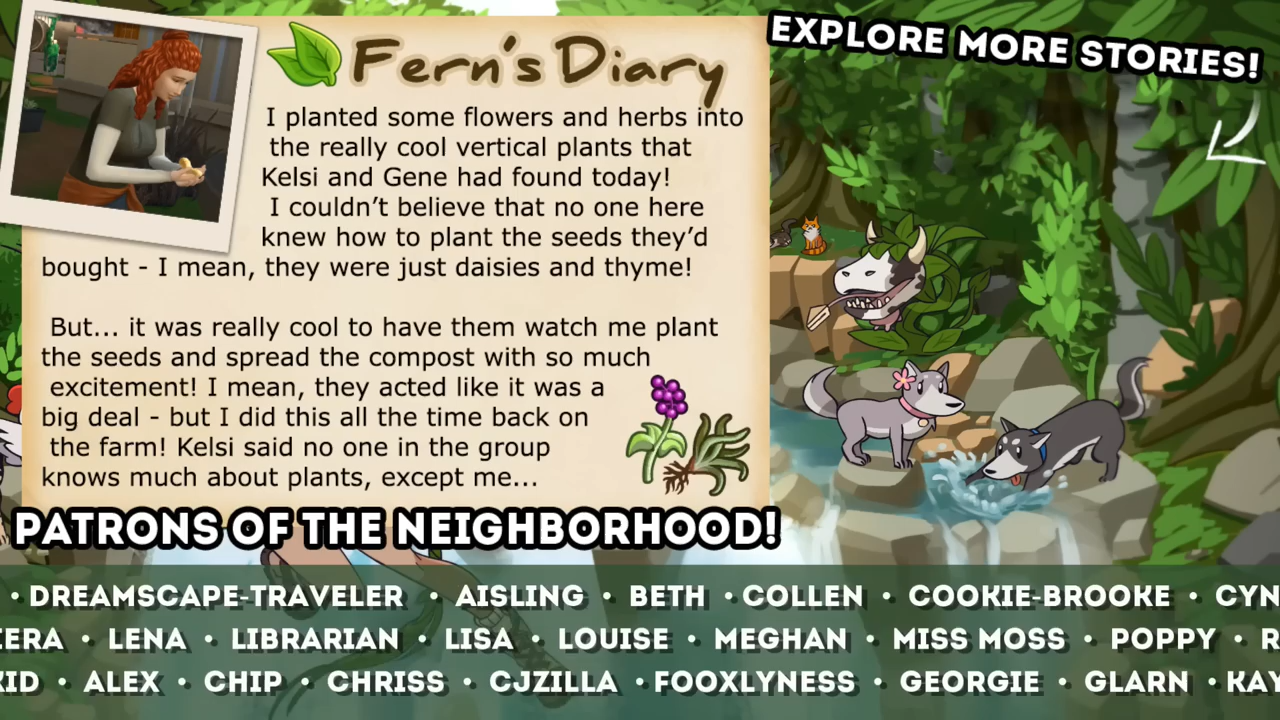 EXPLORE MORE STORIES!
Fern's Diary
I planted some flowers and herbs into
the really cool vertical plants that
Kelsi and Gene had found today!
I couldn't believe that no one here
knew how to plant the seeds they'd
bought - I mean, they were just daisies and thyme!
But... it was really cool to have them watch me plant
the seeds and spread the compost with so much
excitement! I mean, they acted like it was a
big deal - but I did this all the time back on
the farm! Kelsi said no one in the group
knows much about plants, except me...
PATRONS OF THE NEIGHBORHOOD!
• DREAMSCAPE-TRAVELER • AISLING • BETH • COLLEN • COOKIE-BROOKE • CYN
IERA • LENA • LIBRARIAN • LISA • LOUISE • MEGHAN • MISS MOSS • POPPY • R
KID • ALEX • CHIP • CHRISS • CJZILLA • FOOXLYNESS • GEORGIE • GLARN • KAY